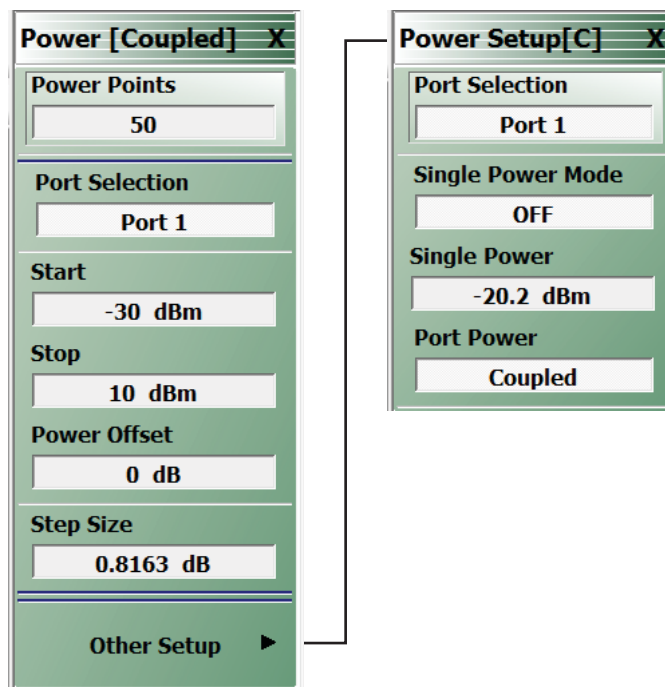 Power [Coupled] X
Power Points
50
Port Selection
Port 1
Start
-30 dBm
Stop
10 dBm
Power Offset
0 dB
Step Size
0.8163 dB
Other Setup
Power Setup[C] X
Port Selection
Port 1
Single Power Mode
OFF
Single Power
-20.2 dBm
Port Power
Coupled